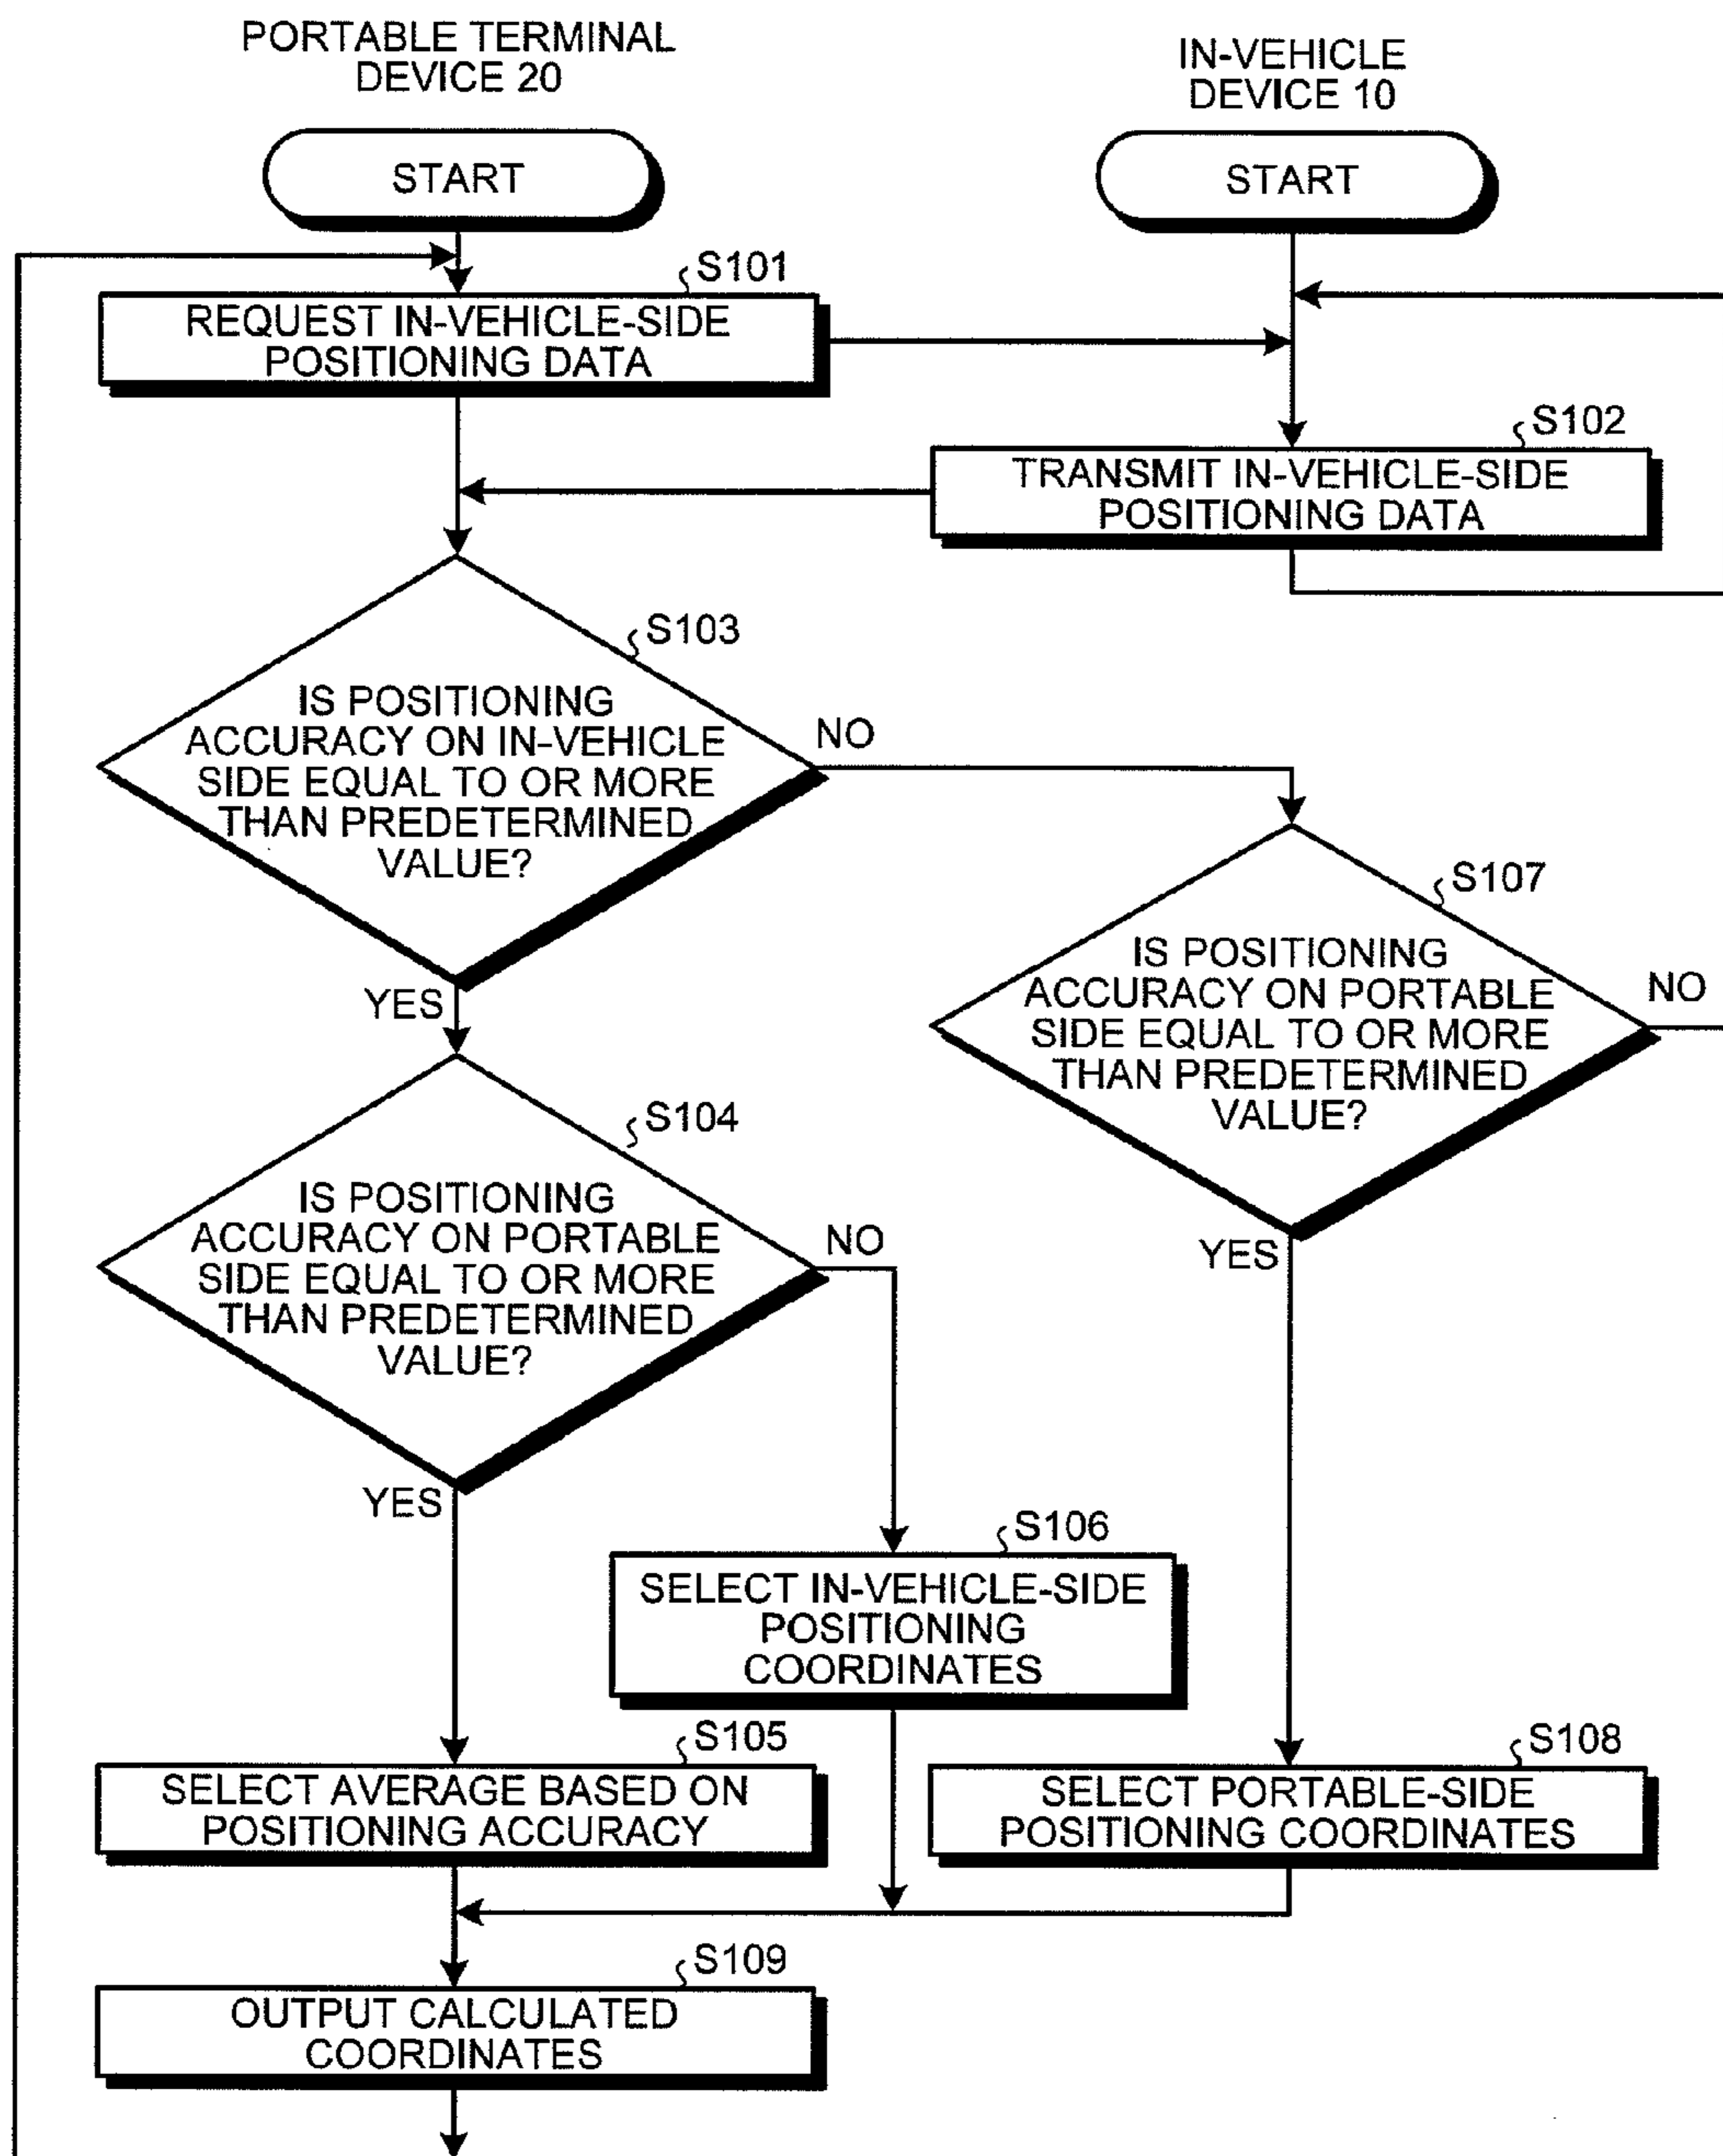 PORTABLE TERMINAL
DEVICE 20
IN-VEHICLE
DEVICE 10
START
START
S101
REQUEST IN-VEHICLE-SIDE
POSITIONING DATA
S102
TRANSMIT IN-VEHICLE-SIDE
POSITIONING DATA
S103
IS POSITIONING
ACCURACY ON IN-VEHICLE
SIDE EQUAL TO OR MORE
THAN PREDETERMINED
VALUE?
NO
YES
S107
IS POSITIONING
ACCURACY ON PORTABLE
SIDE EQUAL TO OR MORE
THAN PREDETERMINED
VALUE?
NO
YES
S104
IS POSITIONING
ACCURACY ON PORTABLE
SIDE EQUAL TO OR MORE
THAN PREDETERMINED
VALUE?
NO
YES
S106
SELECT IN-VEHICLE-SIDE
POSITIONING
COORDINATES
S105
SELECT AVERAGE BASED ON
POSITIONING ACCURACY
S108
SELECT PORTABLE-SIDE
POSITIONING COORDINATES
S109
OUTPUT CALCULATED
COORDINATES